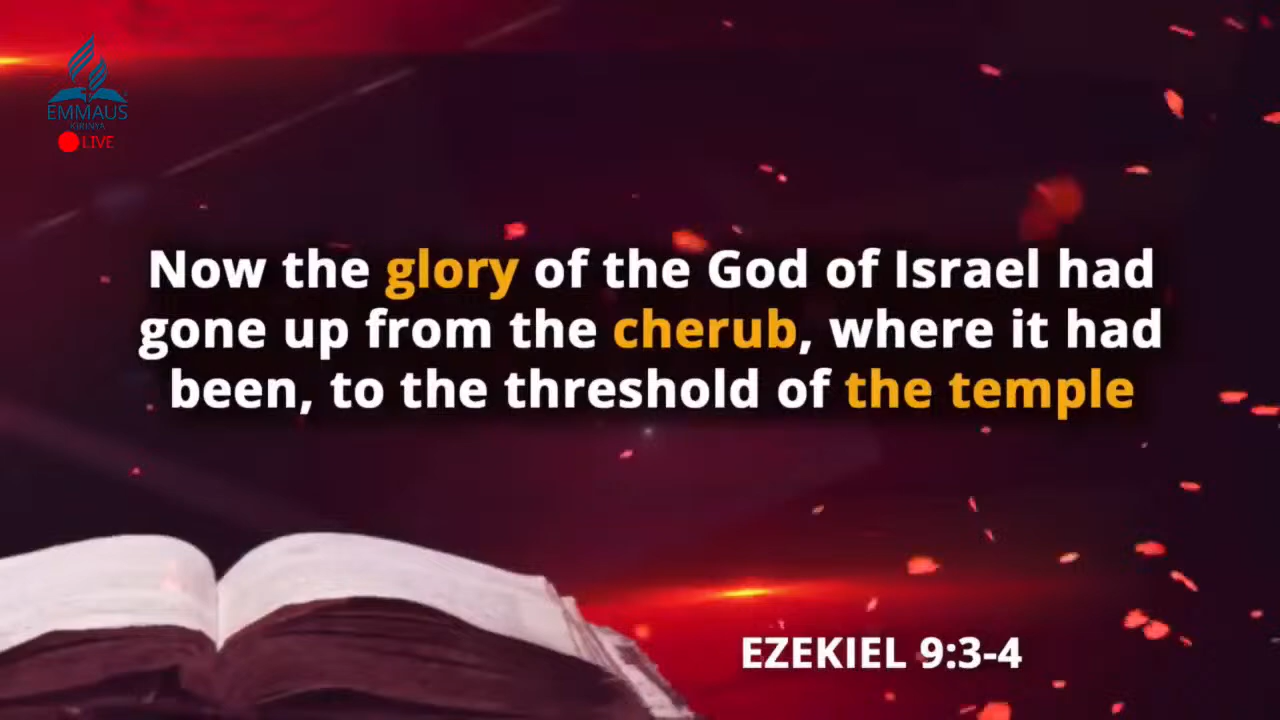 EMMAUS
KIRINYA
LIVE
Now the glory of the God of Israel had
gone up from the cherub, where it had
been, to the threshold of the temple
EZEKIEL 9:3-4